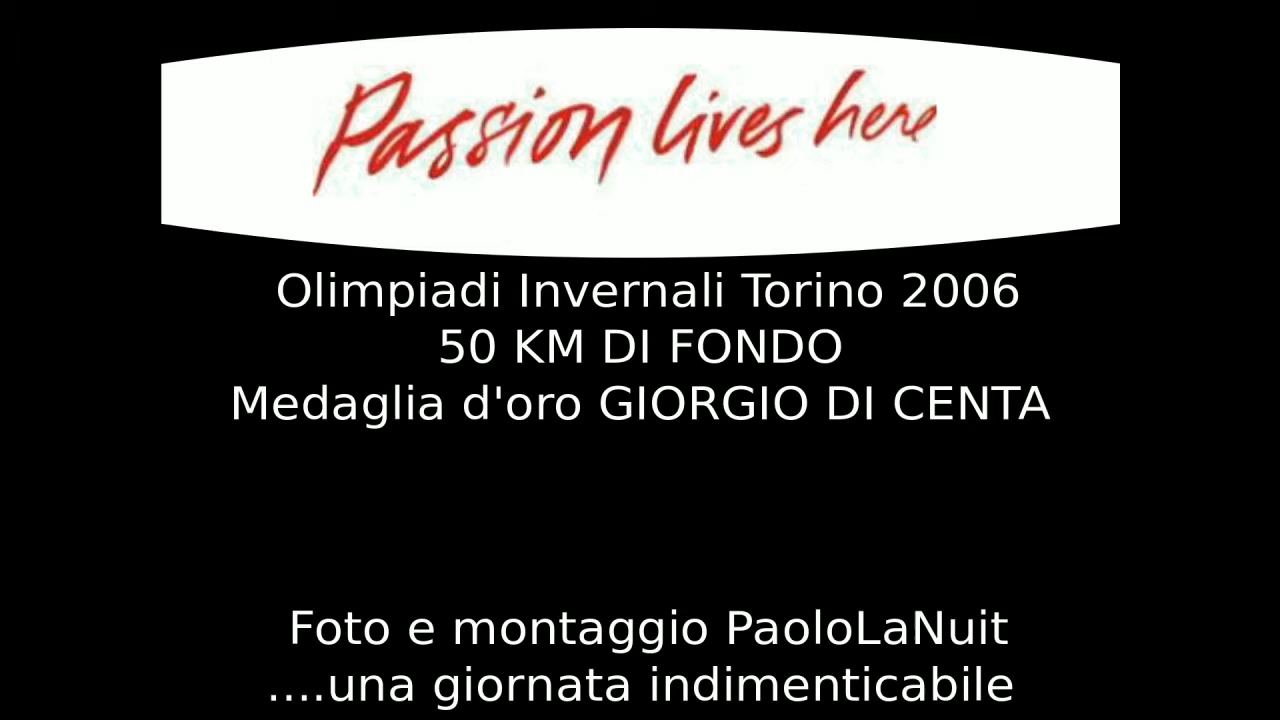 Passion lives here
Olimpiadi Invernali Torino 2006
50 KM DI FONDO
Medaglia d'oro GIORGIO DI CENTA
Foto e montaggio PaoloLaNuit
....una giornata indimenticabile